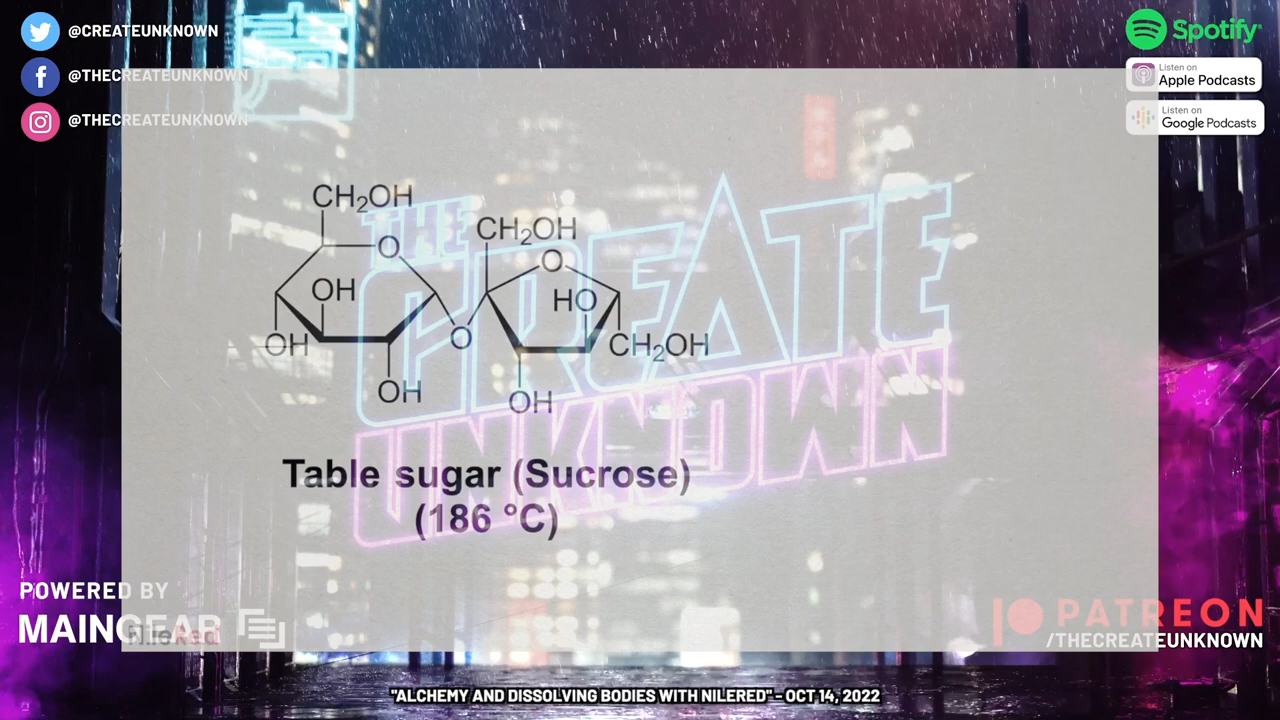 @CREATEUNKNOWN
@THECREATEUNKNOWN
@THECREATEUNKNOWN
Spotify
Listen on
Apple Podcasts
Listen on
Google Podcasts
THE
CREATE
UNKNOWN
CH₂OH
O
OH
OH
OH
O
CH₂OH
O
HO
CH₂OH
OH
Table sugar (Sucrose)
(186 °C)
POWERED BY
MAINGEAR
NileRed
PATREON
/THECREATEUNKNOWN
"ALCHEMY AND DISSOLVING BODIES WITH NILERED" - OCT 14, 2022